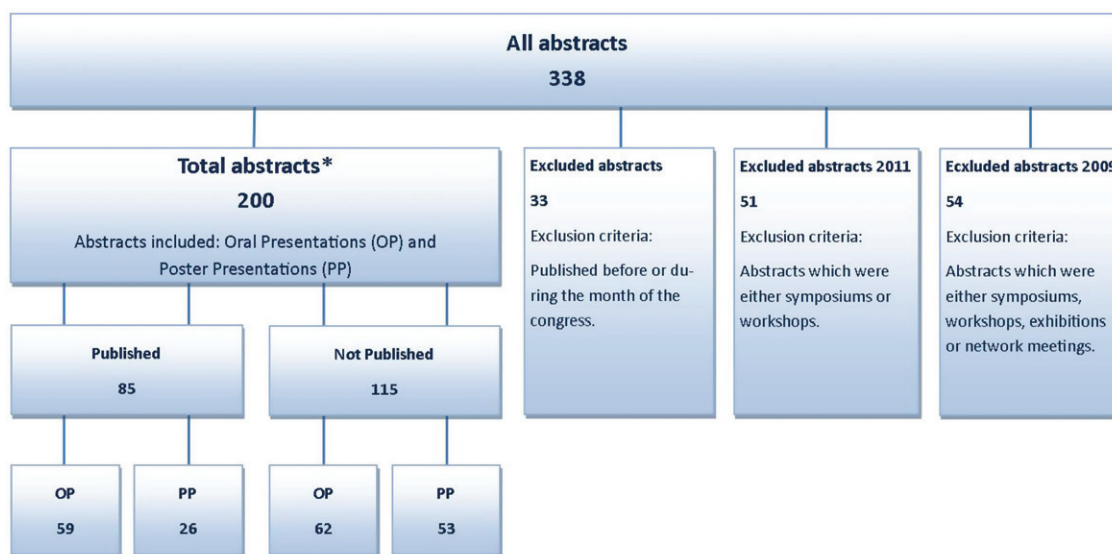 All abstracts
338
Total abstracts*
200
Abstracts included: Oral Presentations (OP) and
Poster Presentations (PP)
Excluded abstracts
33
Exclusion criteria:
Published before or du-
ring the month of the
congress.
Excluded abstracts 2011
51
Exclusion criteria:
Abstracts which were
either symposiums or
workshops.
Ecxluded abstracts 2009
54
Exclusion criteria:
Abstracts which were
either symposiums,
workshops, exhibitions
or network meetings.
Published
85
Not Published
115
OP
59
PP
26
OP
62
PP
53